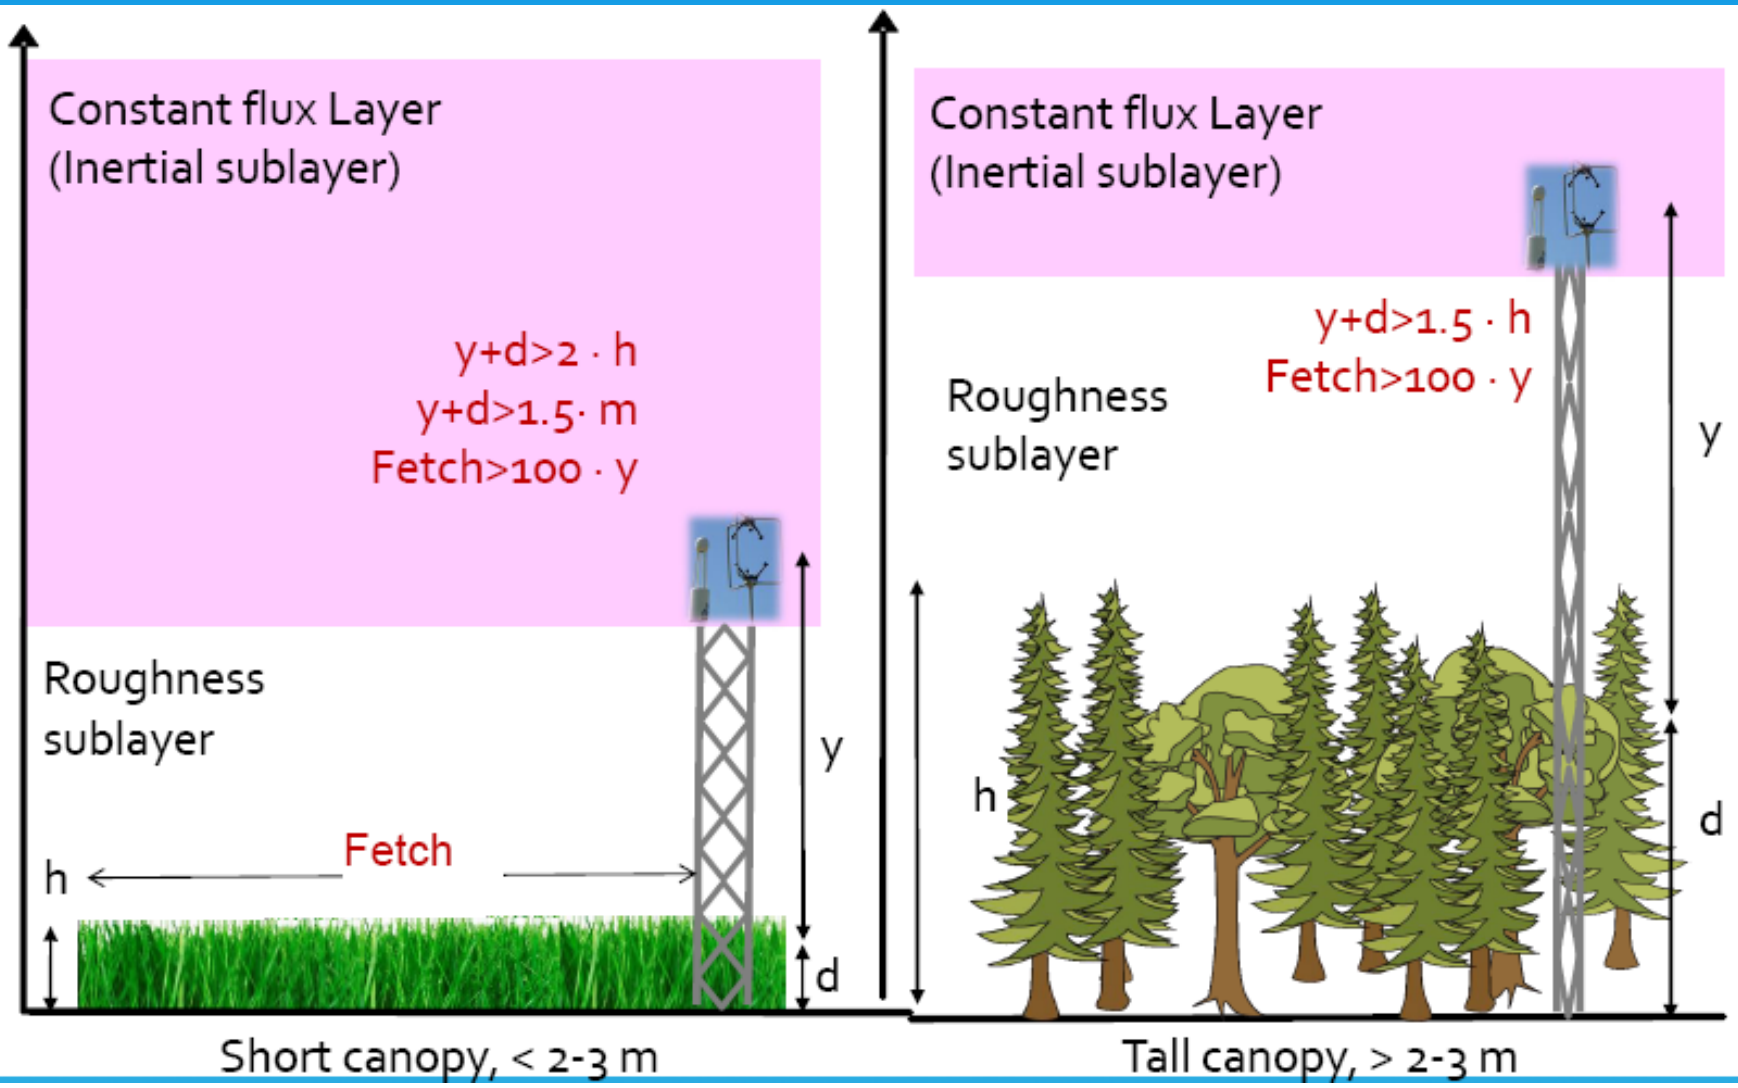 Constant flux Layer
(Inertial sublayer)
y+d>2 · h
y+d>1.5· m
Fetch>100 · y
Roughness
sublayer
y
Fetch
h
d
Short canopy, < 2-3 m
Constant flux Layer
(Inertial sublayer)
y+d>1.5 · h
Fetch>100 · y
Roughness
sublayer
y
h
d
Tall canopy, > 2-3 m